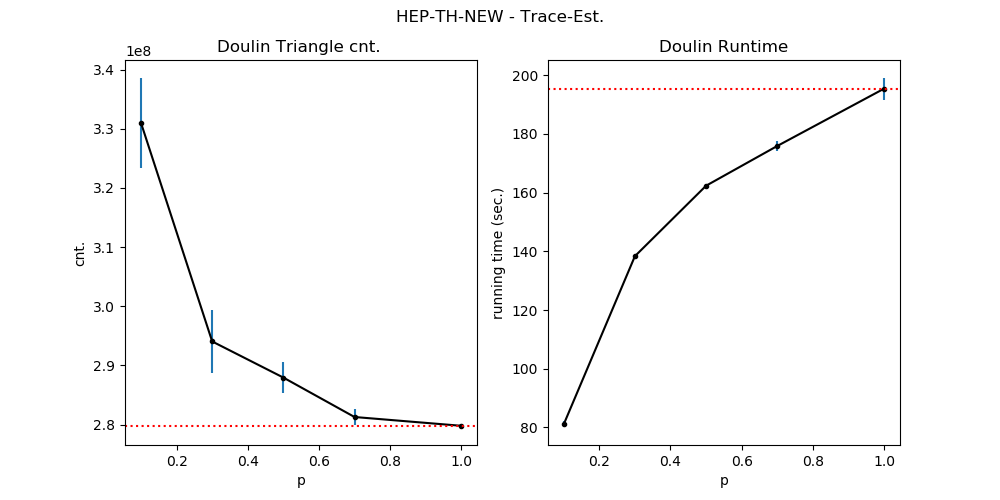 HEP-TH-NEW - Trace-Est.
Doulin Triangle cnt.
1e8
3.4
3.3
3.2
3.1
3.0
2.9
2.8
cnt.
0.2 0.4 0.6 0.8 1.0
p
Doulin Runtime
200
180
160
140
120
100
80
running time (sec.)
0.2 0.4 0.6 0.8 1.0
p